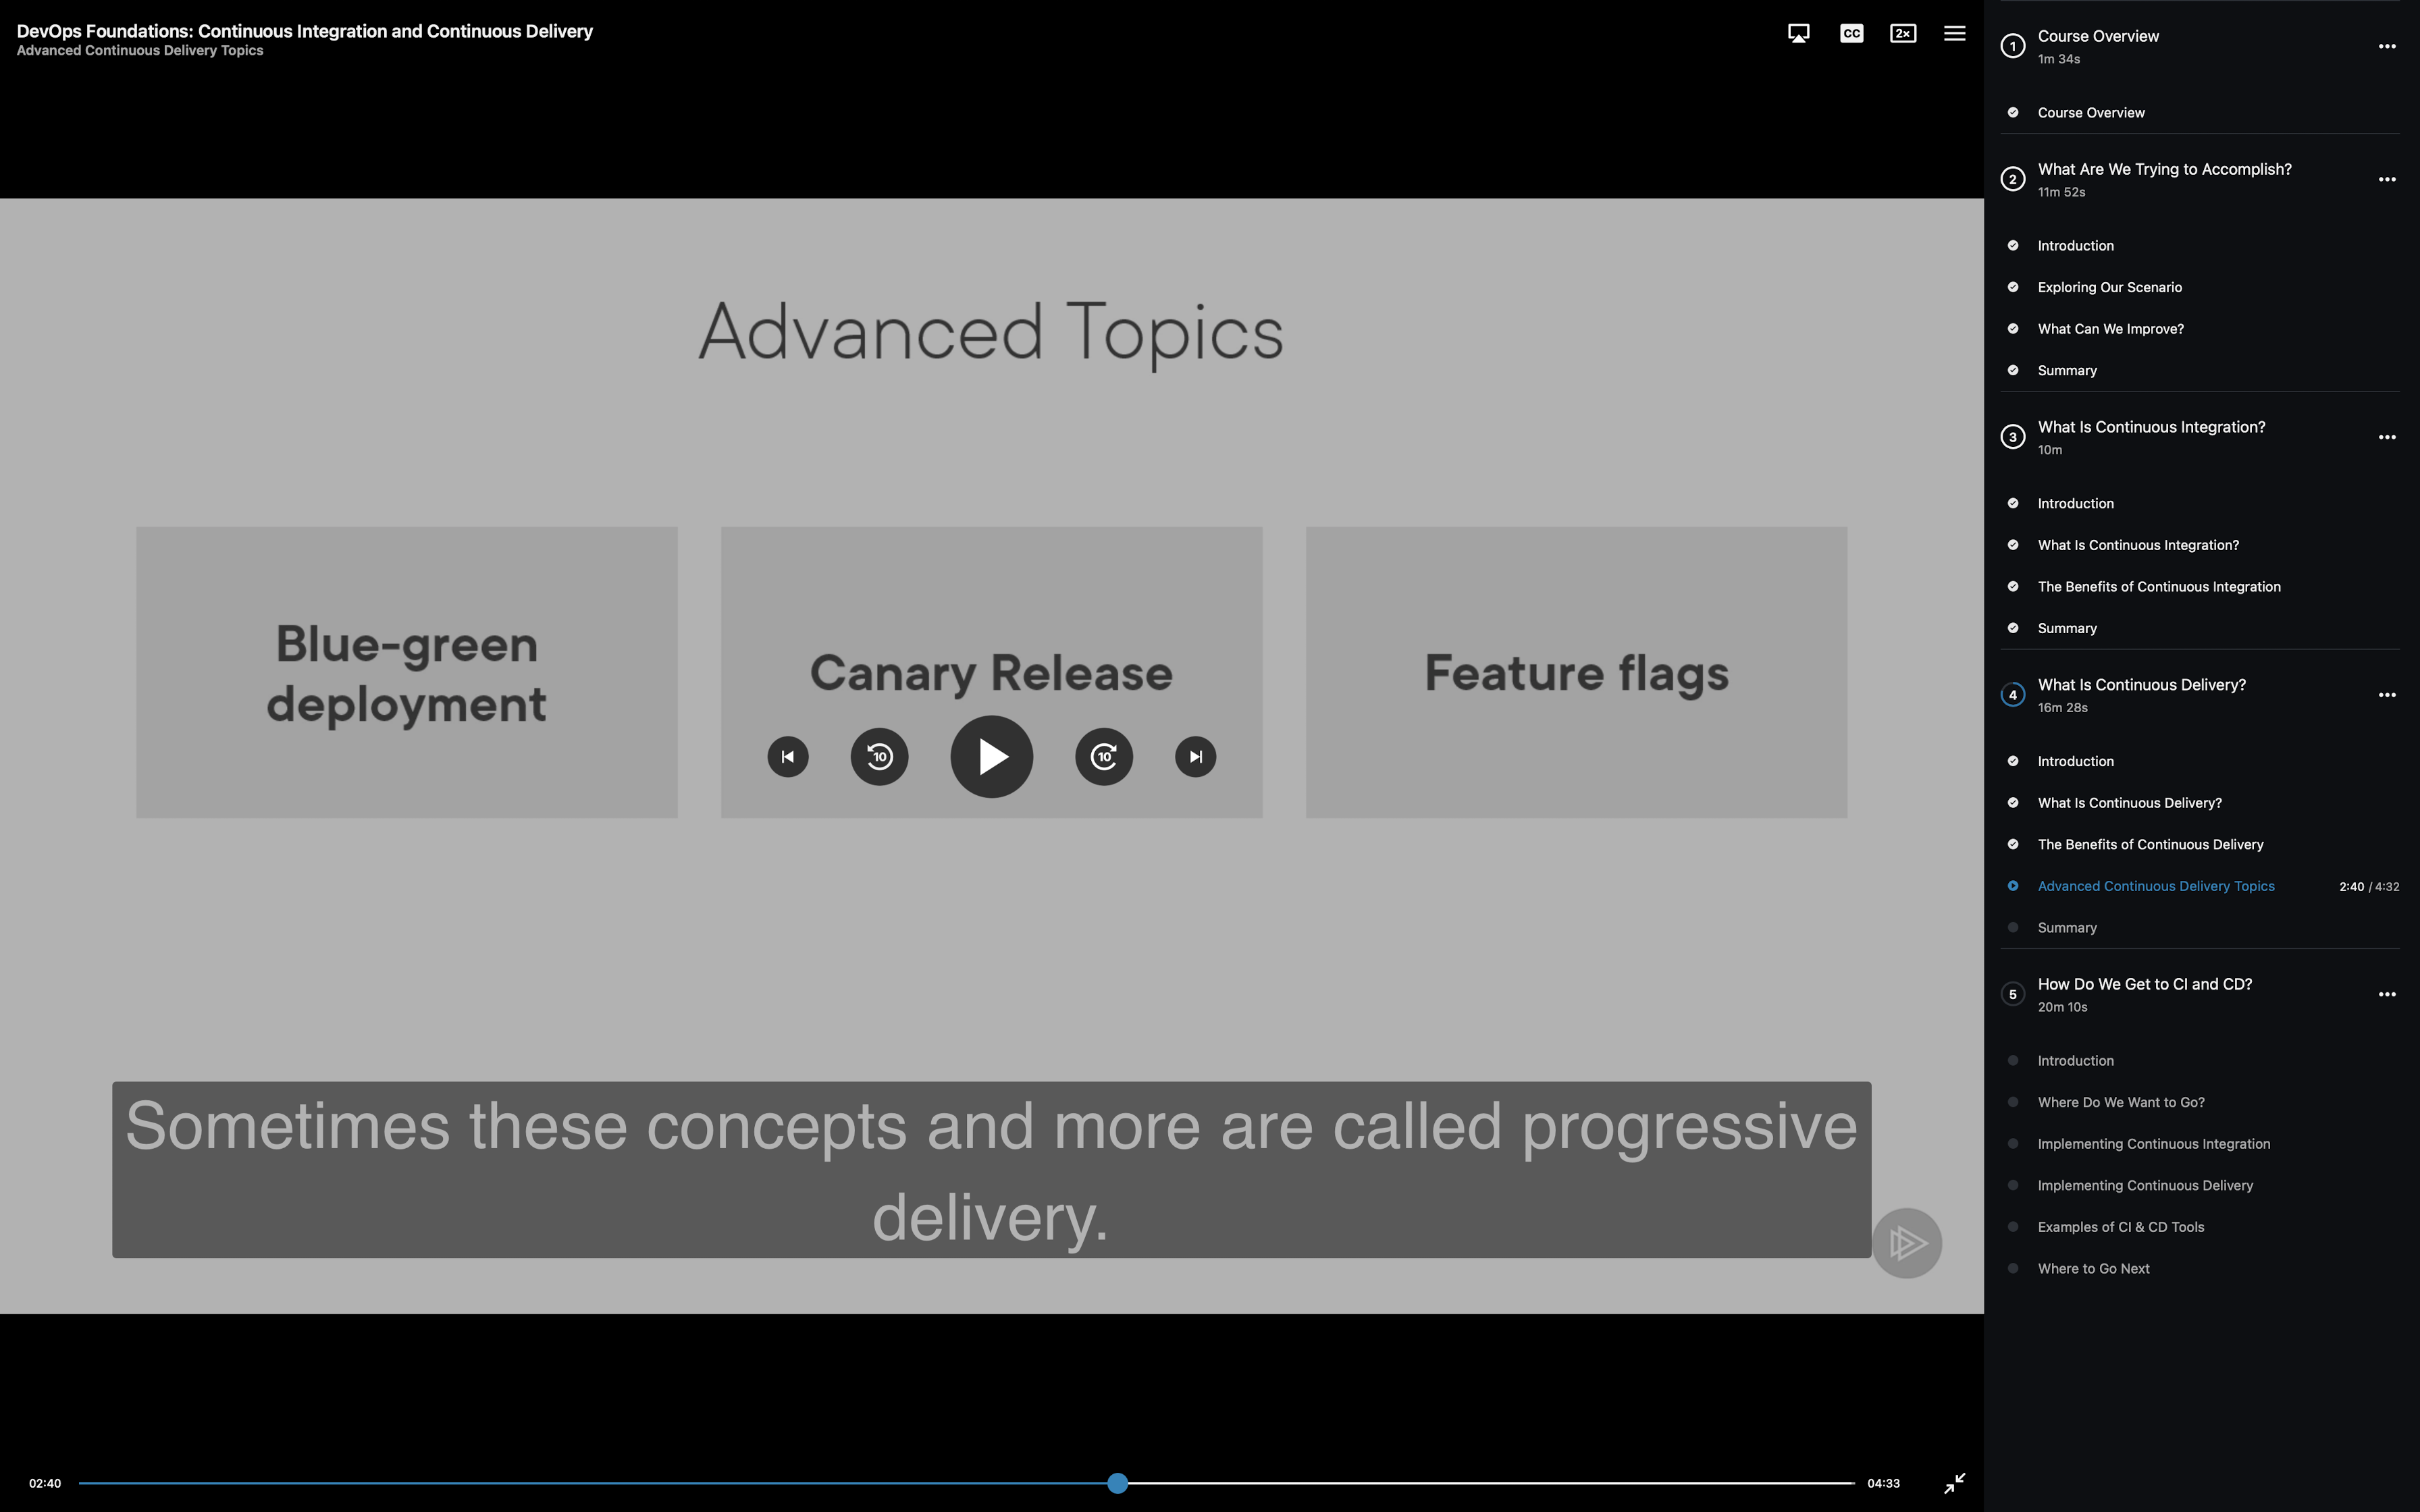 DevOps Foundations: Continuous Integration and Continuous Delivery
Advanced Continuous Delivery Topics
CC
2x
Advanced Topics
Blue-green
deployment
Canary Release
Feature flags
10
10
Sometimes these concepts and more are called progressive
delivery.
02:40
04:33
1
Course Overview
1m 34s
Course Overview
2
What Are We Trying to Accomplish?
11m 52s
Introduction
Exploring Our Scenario
What Can We Improve?
Summary
3
What Is Continuous Integration?
10m
Introduction
What Is Continuous Integration?
The Benefits of Continuous Integration
Summary
4
What Is Continuous Delivery?
16m 28s
Introduction
What Is Continuous Delivery?
The Benefits of Continuous Delivery
Advanced Continuous Delivery Topics 2:40 / 4:32
Summary
5
How Do We Get to CI and CD?
20m 10s
Introduction
Where Do We Want to Go?
Implementing Continuous Integration
Implementing Continuous Delivery
Examples of CI & CD Tools
Where to Go Next